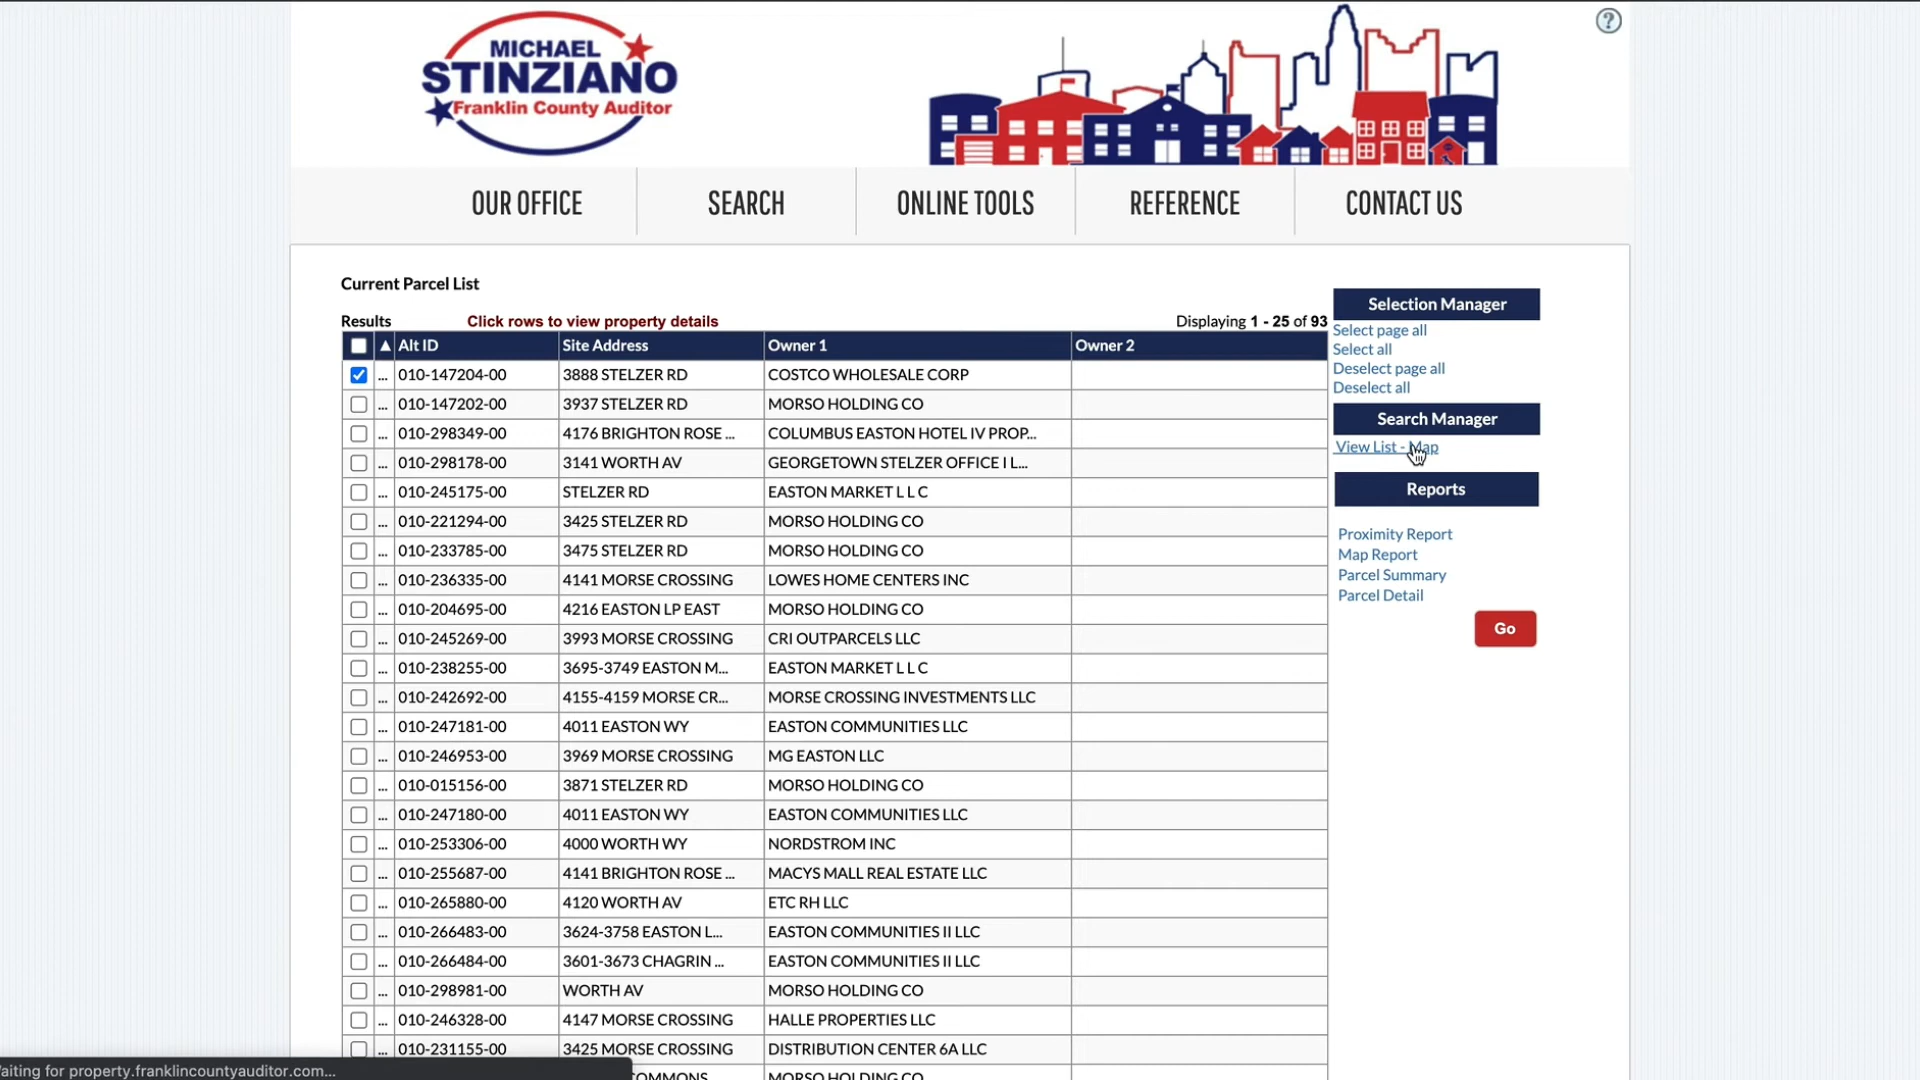 MICHAEL
STINZIANO
Franklin County Auditor
?
OUR OFFICE SEARCH ONLINE TOOLS REFERENCE CONTACT US
Current Parcel List
Results Click rows to view property details Displaying 1 - 25 of 93
▲ Alt ID Site Address Owner 1 Owner 2
... 010-147204-00 3888 STELZER RD COSTCO WHOLESALE CORP
... 010-147202-00 3937 STELZER RD MORSO HOLDING CO
... 010-298349-00 4176 BRIGHTON ROSE ... COLUMBUS EASTON HOTEL IV PROP...
... 010-298178-00 3141 WORTH AV GEORGETOWN STELZER OFFICE I L...
... 010-245175-00 STELZER RD EASTON MARKET L L C
... 010-221294-00 3425 STELZER RD MORSO HOLDING CO
... 010-233785-00 3475 STELZER RD MORSO HOLDING CO
... 010-236335-00 4141 MORSE CROSSING LOWES HOME CENTERS INC
... 010-204695-00 4216 EASTON LP EAST MORSO HOLDING CO
... 010-245269-00 3993 MORSE CROSSING CRI OUTPARCELS LLC
... 010-238255-00 3695-3749 EASTON M... EASTON MARKET L L C
... 010-242692-00 4155-4159 MORSE CR... MORSE CROSSING INVESTMENTS LLC
... 010-247181-00 4011 EASTON WY EASTON COMMUNITIES LLC
... 010-246953-00 3969 MORSE CROSSING MG EASTON LLC
... 010-015156-00 3871 STELZER RD MORSO HOLDING CO
... 010-247180-00 4011 EASTON WY EASTON COMMUNITIES LLC
... 010-253306-00 4000 WORTH WY NORDSTROM INC
... 010-255687-00 4141 BRIGHTON ROSE ... MACYS MALL REAL ESTATE LLC
... 010-265880-00 4120 WORTH AV ETC RH LLC
... 010-266483-00 3624-3758 EASTON L... EASTON COMMUNITIES II LLC
... 010-266484-00 3601-3673 CHAGRIN ... EASTON COMMUNITIES II LLC
... 010-298981-00 WORTH AV MORSO HOLDING CO
... 010-246328-00 4147 MORSE CROSSING HALLE PROPERTIES LLC
... 010-231155-00 3425 MORSE CROSSING DISTRIBUTION CENTER 6A LLC
OMMONS MORSO HOLDING CO
Selection Manager
Select page all
Select all
Deselect page all
Deselect all
Search Manager
View List - Map
Reports
Proximity Report
Map Report
Parcel Summary
Parcel Detail
Go
aiting for property.franklincountyauditor.com...